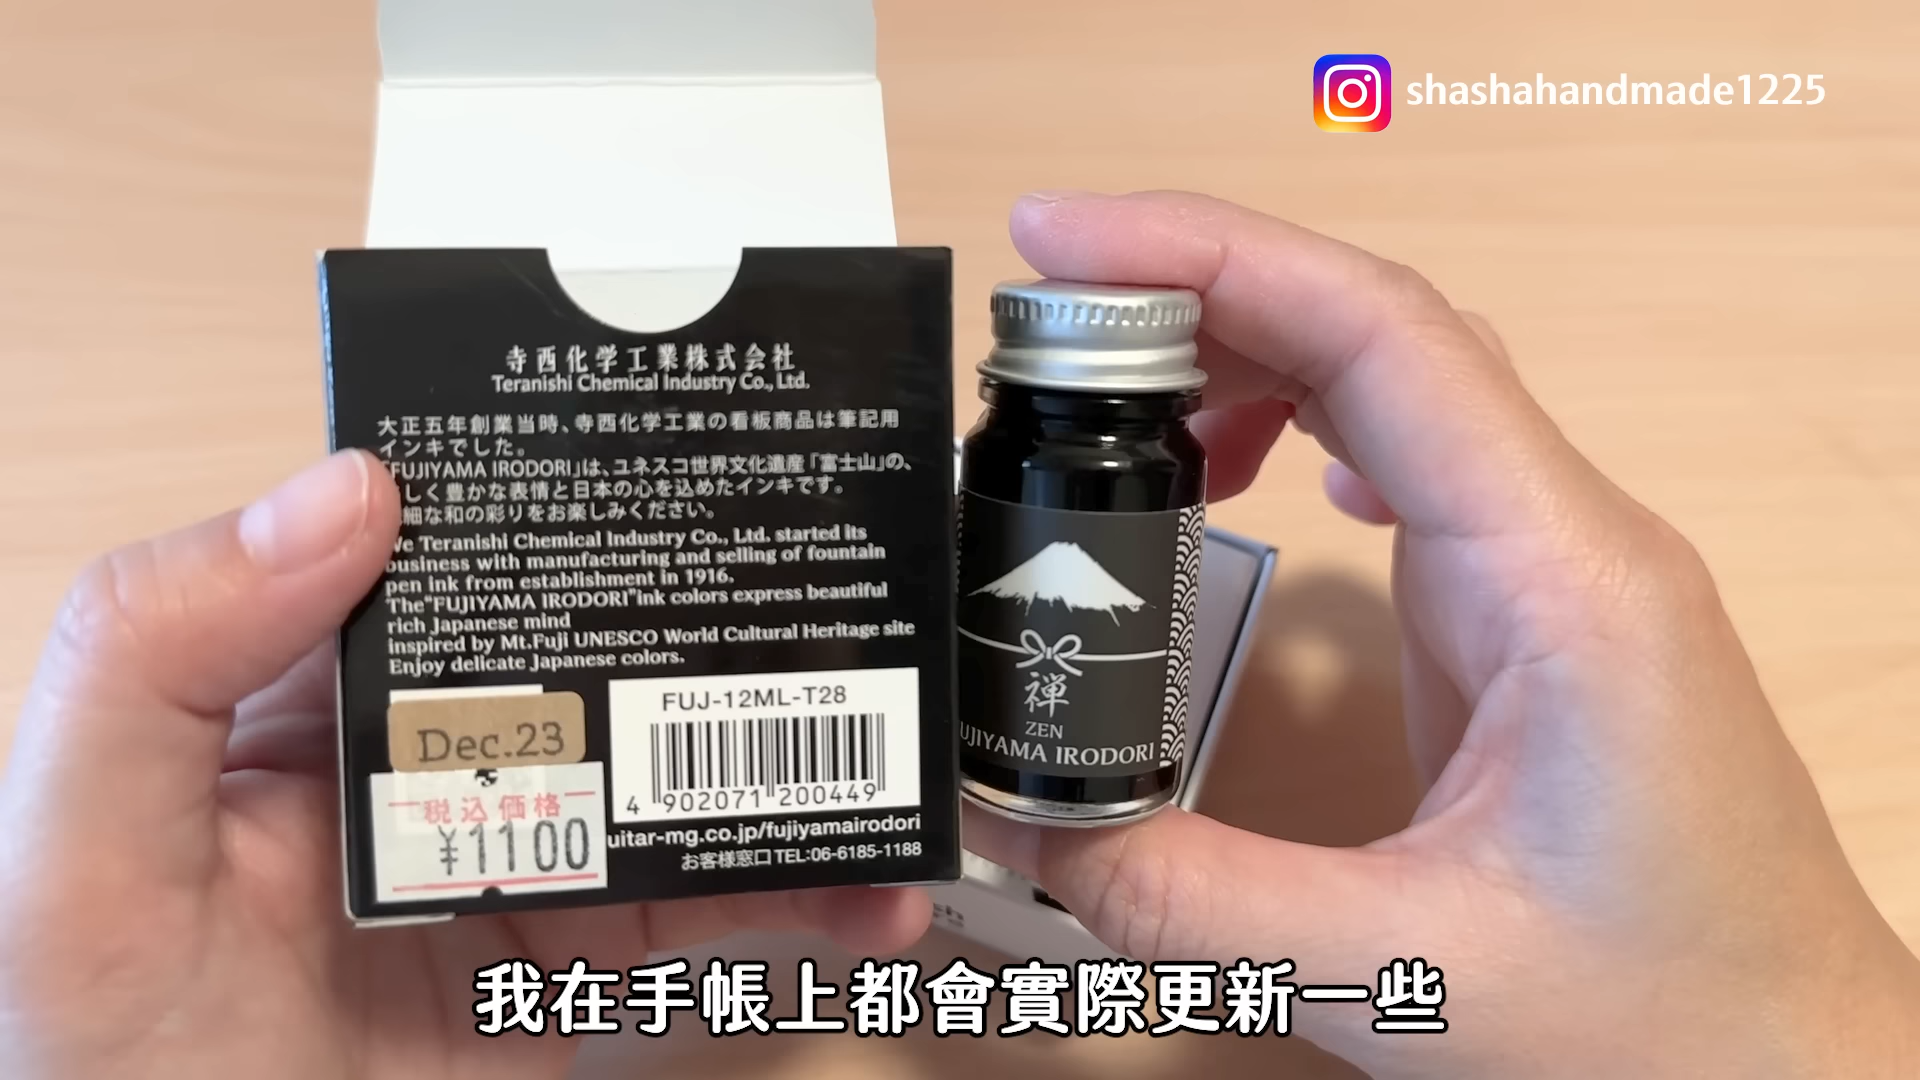 shashahandmade1225
寺西化学工業株式会社
Teranishi Chemical Industry Co., Ltd.
大正五年創業当時、寺西化学工業の看板商品は筆記用
インキでした。
「FUJIYAMA IRODORI」は、ユネスコ世界文化遺産「富士山」の、
しく豊かな表情と日本の心を込めたインキです。
細な和の彩りをお楽しみください。
We Teranishi Chemical Industry Co., Ltd. started its
business with manufacturing and selling of fountain
pen ink from establishment in 1916.
The“FUJIYAMA IRODORI”ink colors express beautiful
rich Japanese mind
inspired by Mt.Fuji UNESCO World Cultural Heritage site
Enjoy delicate Japanese colors.
Dec.23
税込価格
¥1100
FUJ-12ML-T28
4 902071 200449
uitar-mg.co.jp/fujiyamairodori
お客様窓口 TEL:06-6185-1188
禅
ZEN
UJIYAMA IRODORI
我在手帳上都會實際更新一些